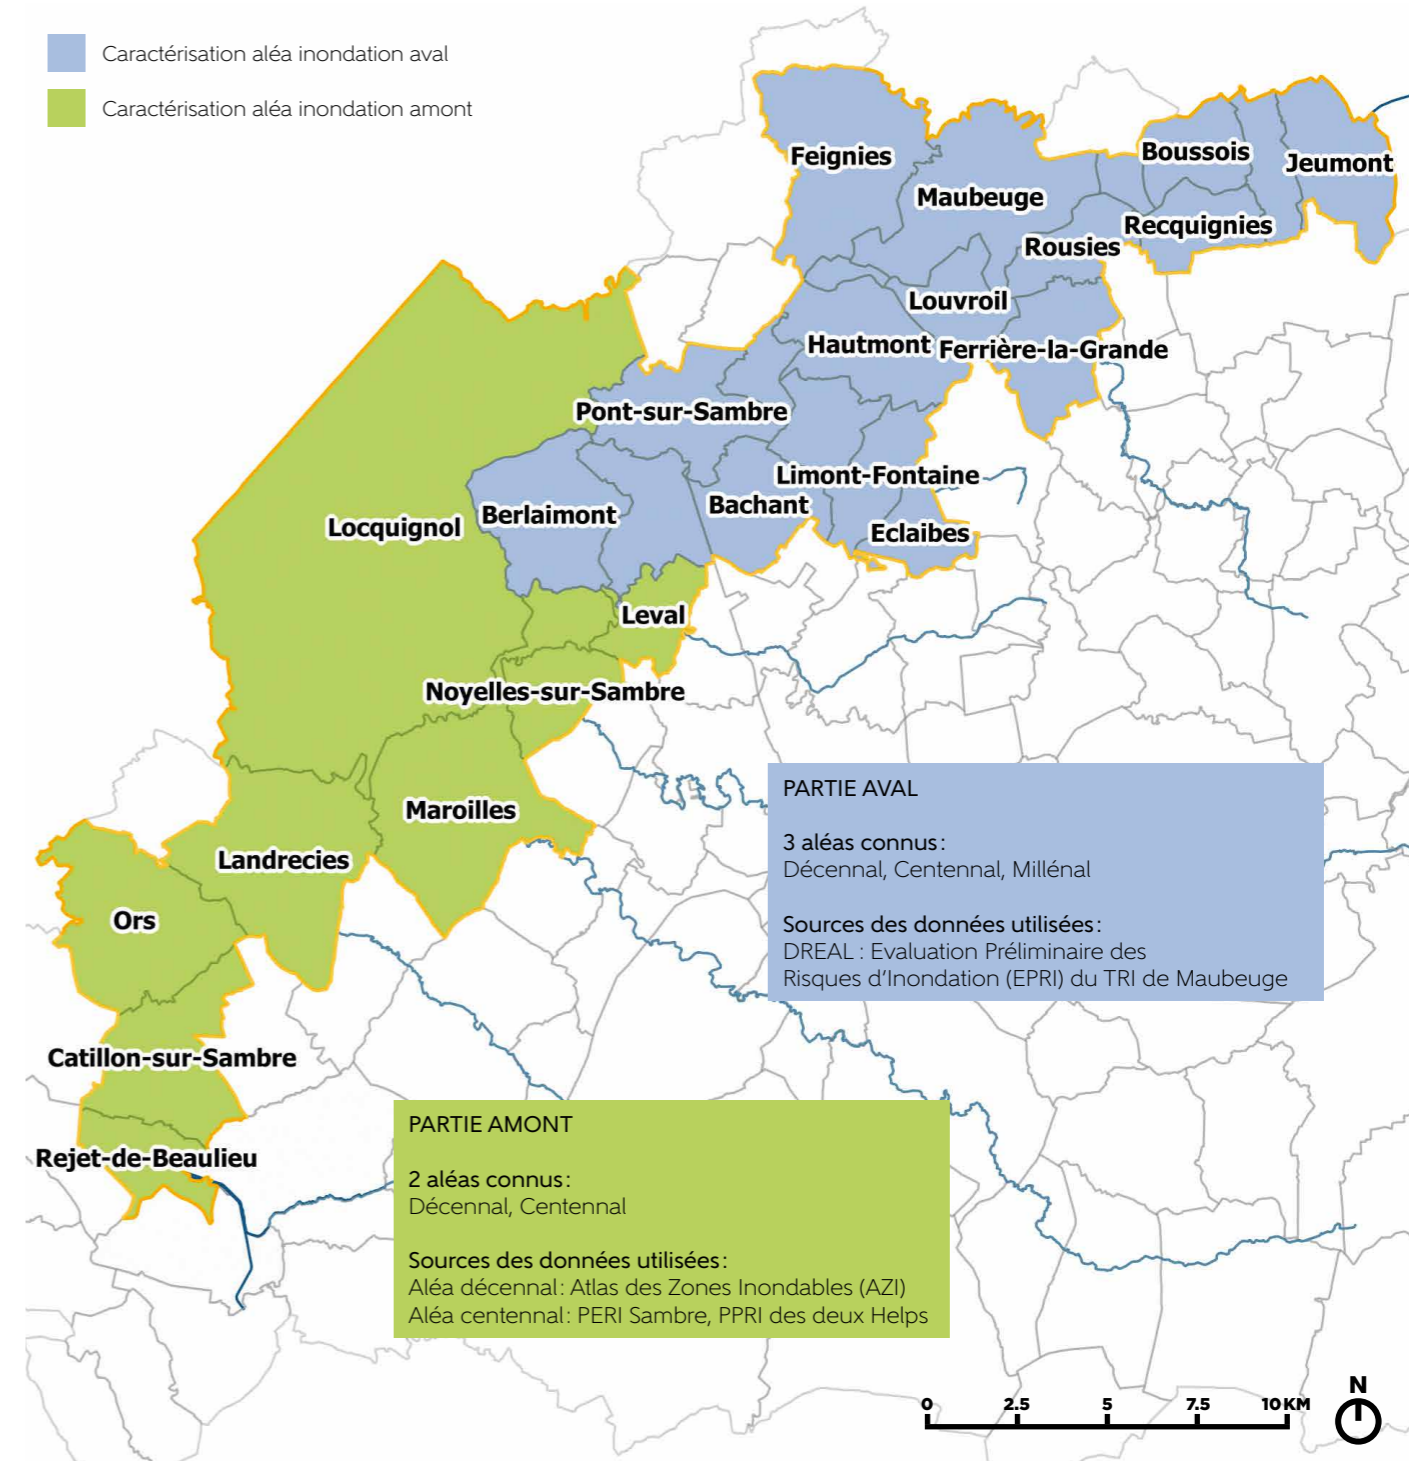 Caractérisation aléa inondation aval
Caractérisation aléa inondation amont
Feignies
Boussois
Jeumont
Maubeuge
Recquignies
Rousies
Louvroil
Hautmont
Ferrière-la-Grande
Pont-sur-Sambre
Limont-Fontaine
Bachant
Berlaimont
Locquignol
Eclaibes
Leval
Noyelles-sur-Sambre
Maroilles
Landrecies
Ors
Catillon-sur-Sambre
Rejet-de-Beaulieu
PARTIE AVAL
3 aléas connus :
Décennal, Centennal, Millénal
Sources des données utilisées :
DREAL : Evaluation Préliminaire des
Risques d'Inondation (EPRI) du TRI de Maubeuge
PARTIE AMONT
2 aléas connus :
Décennal, Centennal
Sources des données utilisées :
Aléa décennal : Atlas des Zones Inondables (AZI)
Aléa centennal : PERI Sambre, PPRI des deux Helps
0 2.5 5 7.5 10 KM
N